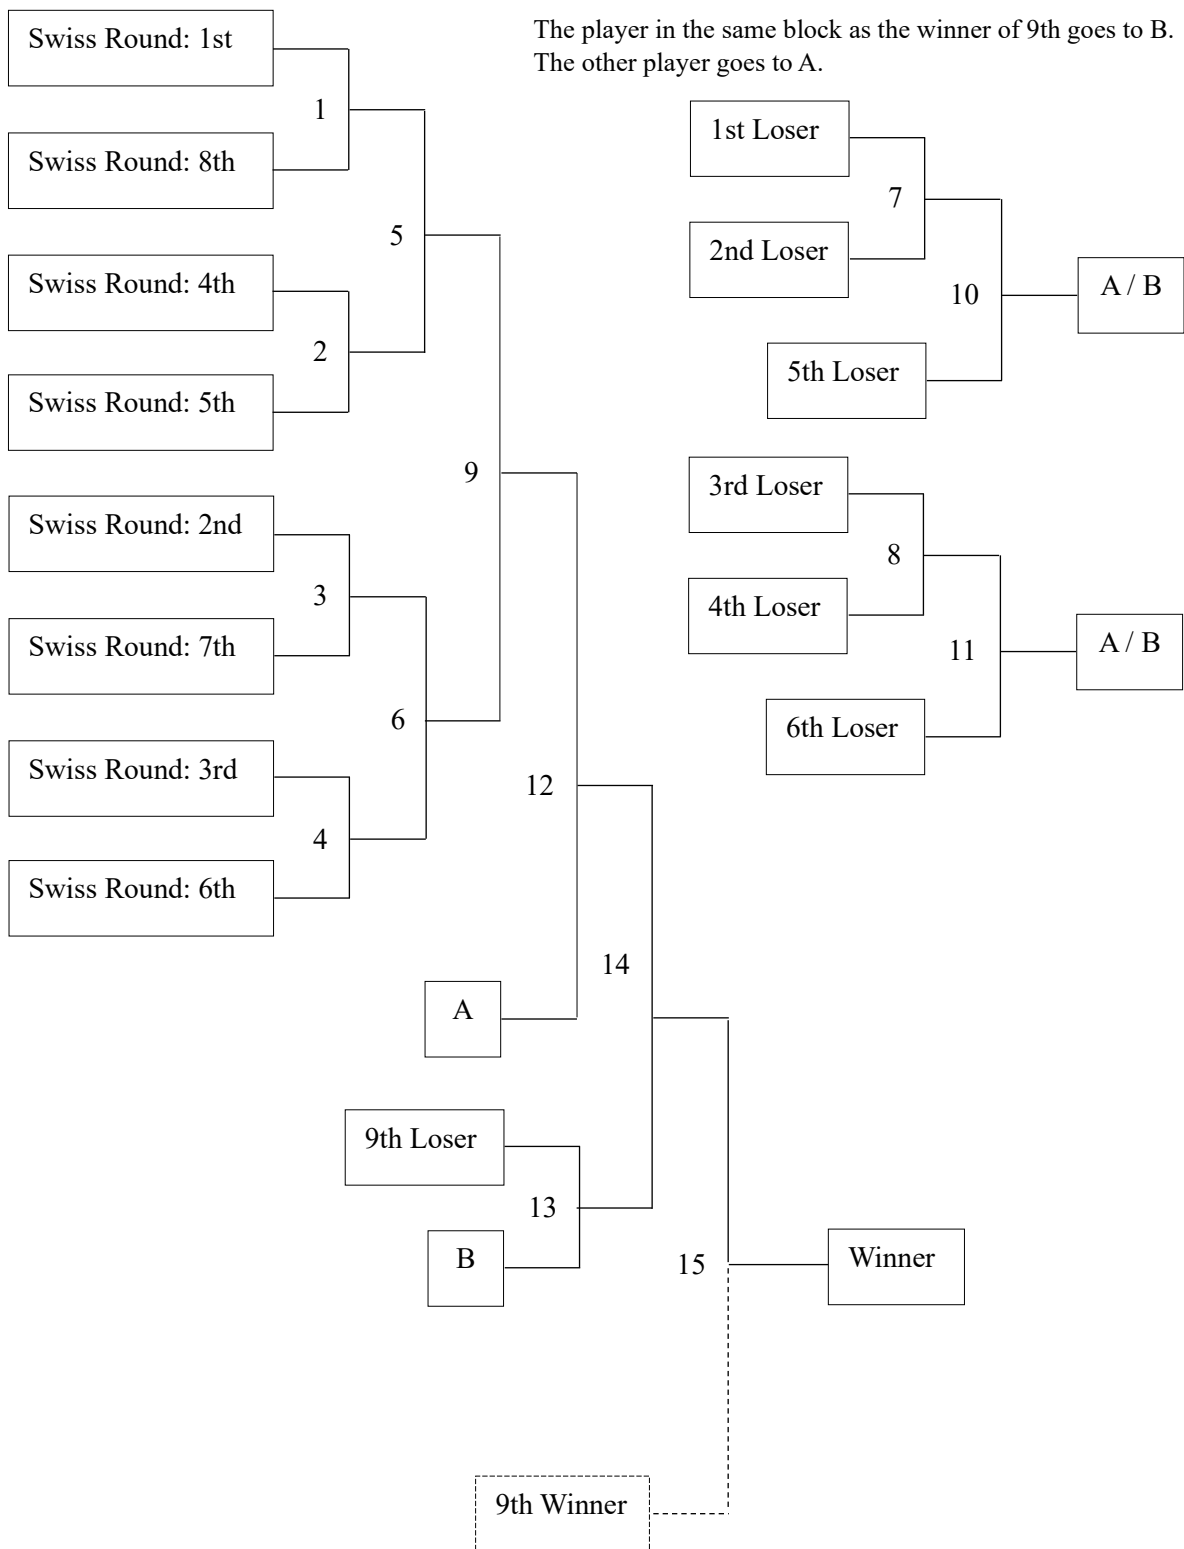 The player in the same block as the winner of 9th goes to B.
The other player goes to A.
Swiss Round: 1st
1
Swiss Round: 8th
5
Swiss Round: 4th
2
Swiss Round: 5th
9
Swiss Round: 2nd
3
Swiss Round: 7th
6
Swiss Round: 3rd
4
Swiss Round: 6th
12
A
14
9th Loser
13
B
15
Winner
9th Winner
1st Loser
7
2nd Loser
10
A / B
5th Loser
3rd Loser
8
4th Loser
11
A / B
6th Loser